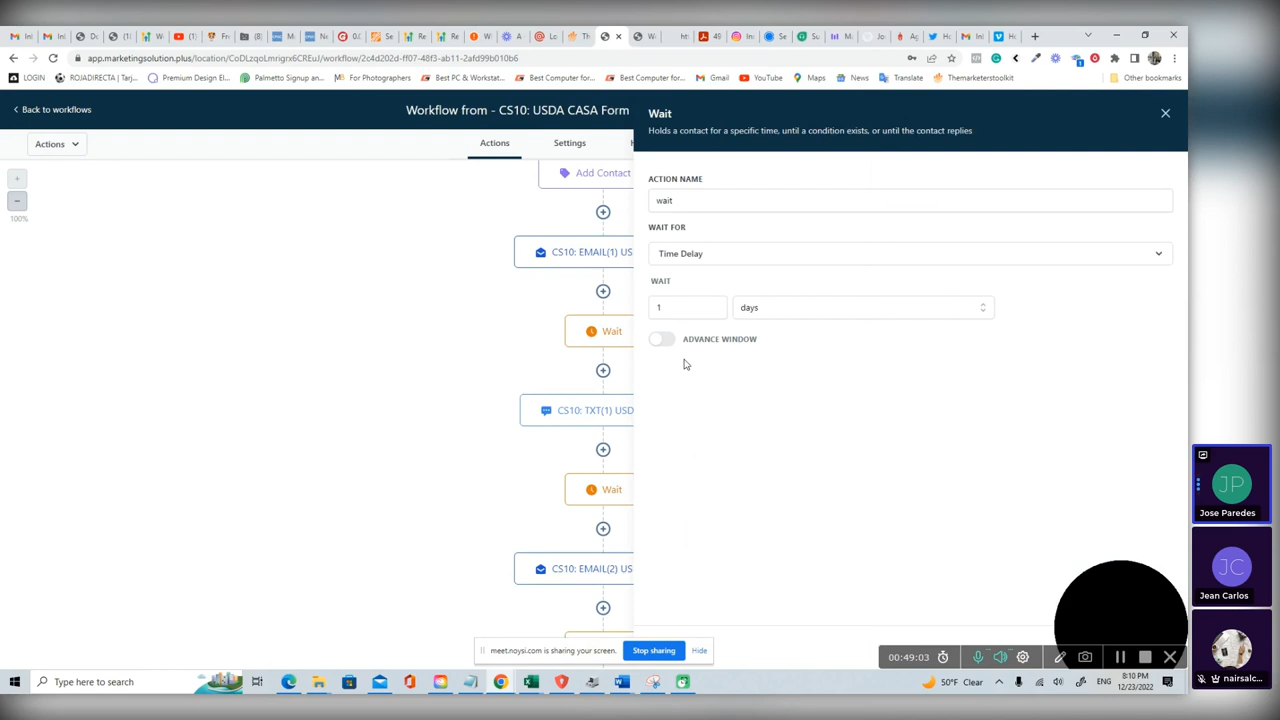 app.marketingsolution.plus/location/CoDLzqoLmrigrx6CREuJ/workflow/2c4d202d-ff07-48f3-ab11-2afd99b010b6
LOGIN
ROJADIRECTA | Tarj...
Premium Design El...
Palmetto Signup an...
For Photographers
Best PC & Workstat...
Best Computer for...
Best Computer for...
Gmail
YouTube
Maps
News
Translate
Themarketerstoolkit
Other bookmarks
Back to workflows
Workflow from - CS10: USDA CASA Form
Actions
Actions
Settings
100%
Add Contact
CS10: EMAIL(1) US
Wait
CS10: TXT(1) USD
Wait
CS10: EMAIL(2) US
Wait
Holds a contact for a specific time, until a condition exists, or until the contact replies
ACTION NAME
wait
WAIT FOR
Time Delay
WAIT
1
days
ADVANCE WINDOW
JP
Jose Paredes
JC
Jean Carlos
nairsalc...
meet.noysi.com is sharing your screen.
Stop sharing
Hide
00:49:03
Type here to search
50°F Clear
ENG
8:10 PM
12/23/2022